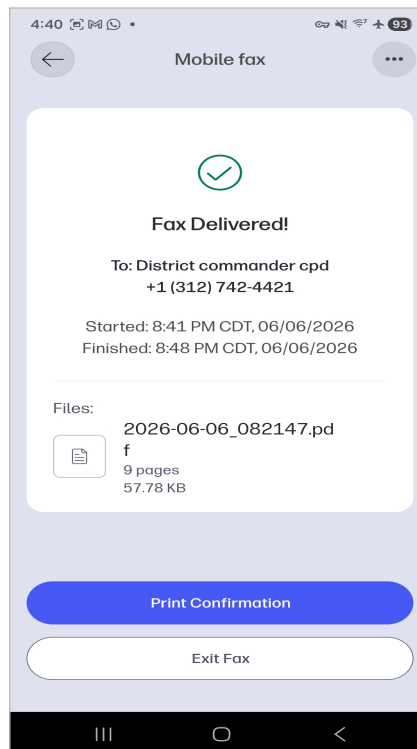 4:40
93
Mobile fax
Fax Delivered!
To: District commander cpd
+1 (312) 742-4421
Started: 8:41 PM CDT, 06/06/2026
Finished: 8:48 PM CDT, 06/06/2026
Files:
2026-06-06_082147.pd
f
9 pages
57.78 KB
Print Confirmation
Exit Fax